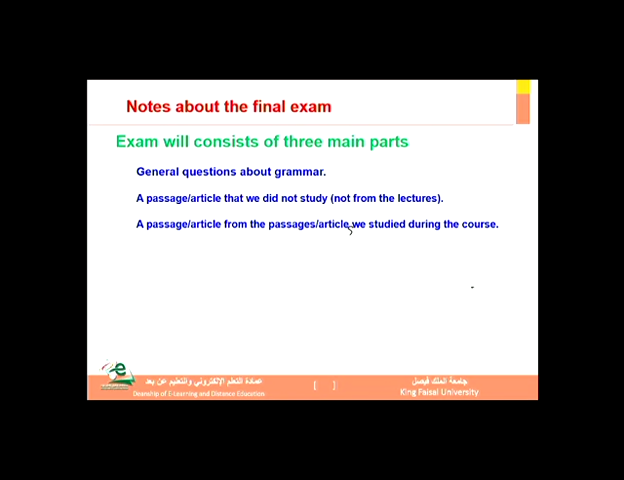 Notes about the final exam
Exam will consists of three main parts
General questions about grammar.
A passage/article that we did not study (not from the lectures).
A passage/article from the passages/articles we studied during the course.
عمادة التعلم الإلكتروني والتعليم عن بعد
Deanship of E-Learning and Distance Education
[ ]
جامعة الملك فيصل
King Faisal University